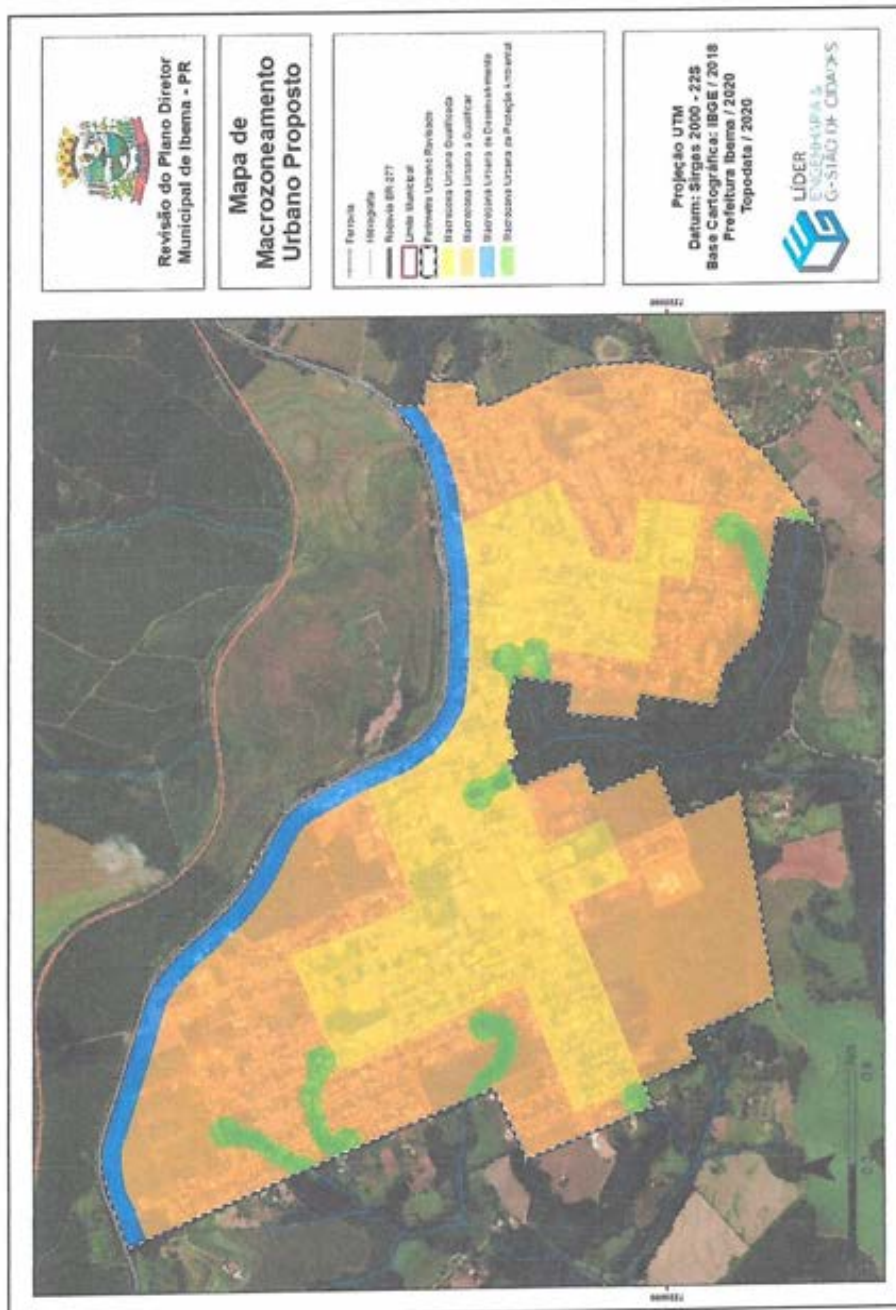 Revisão do Plano Diretor
Municipal de Ibema - PR
Mapa de
Macrozoneamento
Urbano Proposto
Ferrovia
Hidrografia
Rodovia BR-277
Limite Municipal
Perímetro Urbano Revisado
Macrozona Urbana Qualificada
Macrozona Urbana a Qualificar
Macrozona Urbana de Desenvolvimento
Macrozona Urbana de Proteção Ambiental
Projeção UTM
Datum: Sirgas 2000 - 22S
Base Cartográfica: IBGE / 2018
Prefeitura Ibema / 2020
Topodata / 2020
LÍDER
ENGENHARIA &
GESTÃO DE CIDADES